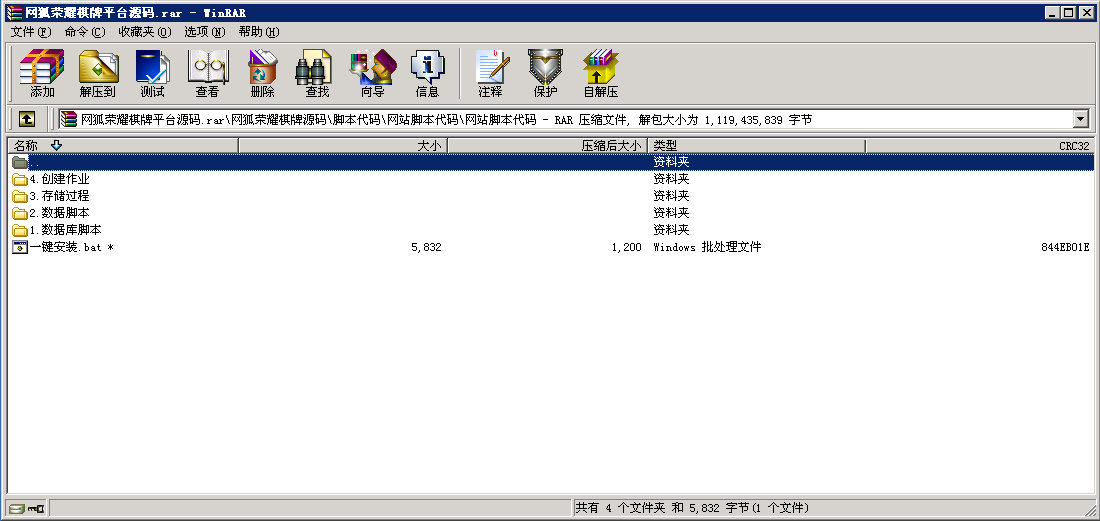 网狐荣耀棋牌平台源码.rar - WinRAR
文件(F) 命令(C) 收藏夹(O) 选项(N) 帮助(H)
添加 解压到 测试 查看 删除 查找 向导 信息 注释 保护 自解压
网狐荣耀棋牌平台源码.rar\网狐荣耀棋牌源码\脚本代码\网站脚本代码\网站脚本代码 - RAR 压缩文件, 解包大小为 1,119,435,839 字节
名称 大小 压缩后大小 类型 CRC32
.. 资料夹
4.创建作业 资料夹
3.存储过程 资料夹
2.数据脚本 资料夹
1.数据库脚本 资料夹
一键安装.bat * 5,832 1,200 Windows 批处理文件 844EB01E
共有 4 个文件夹 和 5,832 字节(1 个文件)